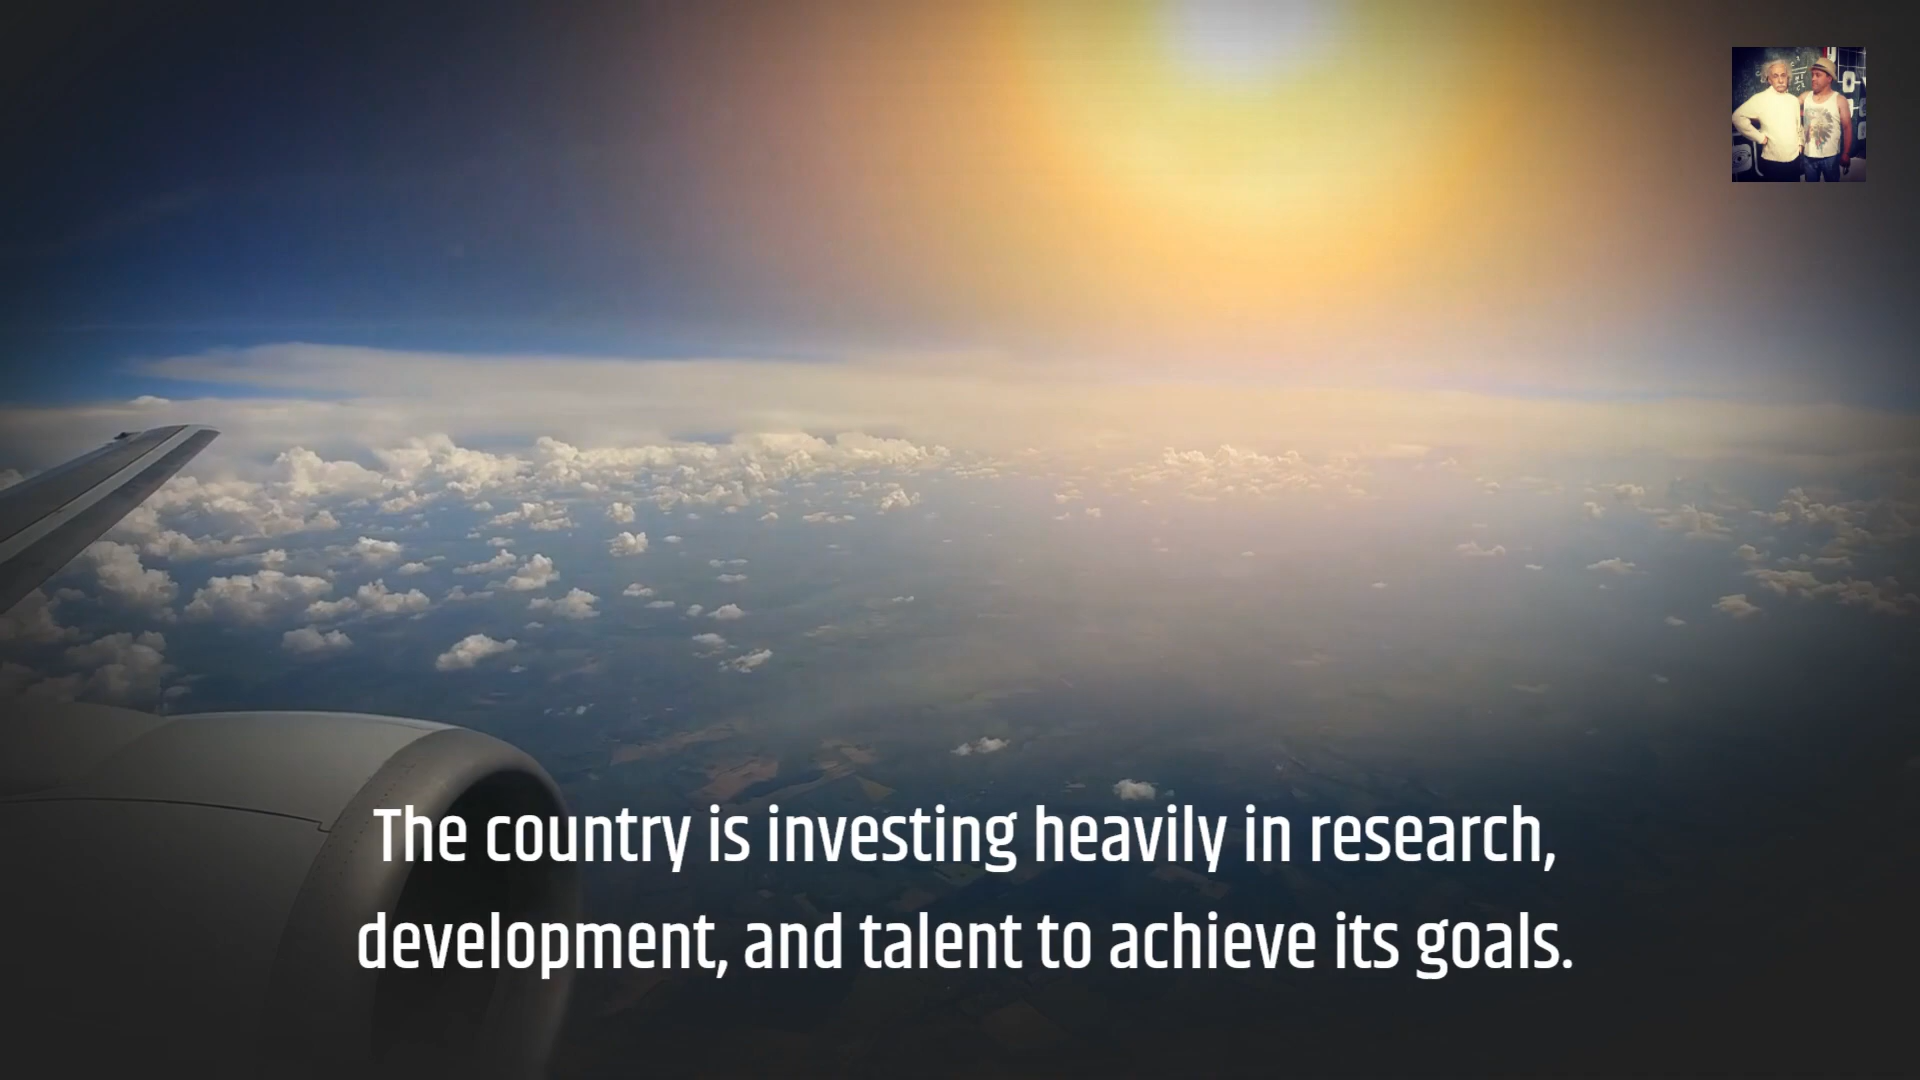 The country is investing heavily in research,
development, and talent to achieve its goals.